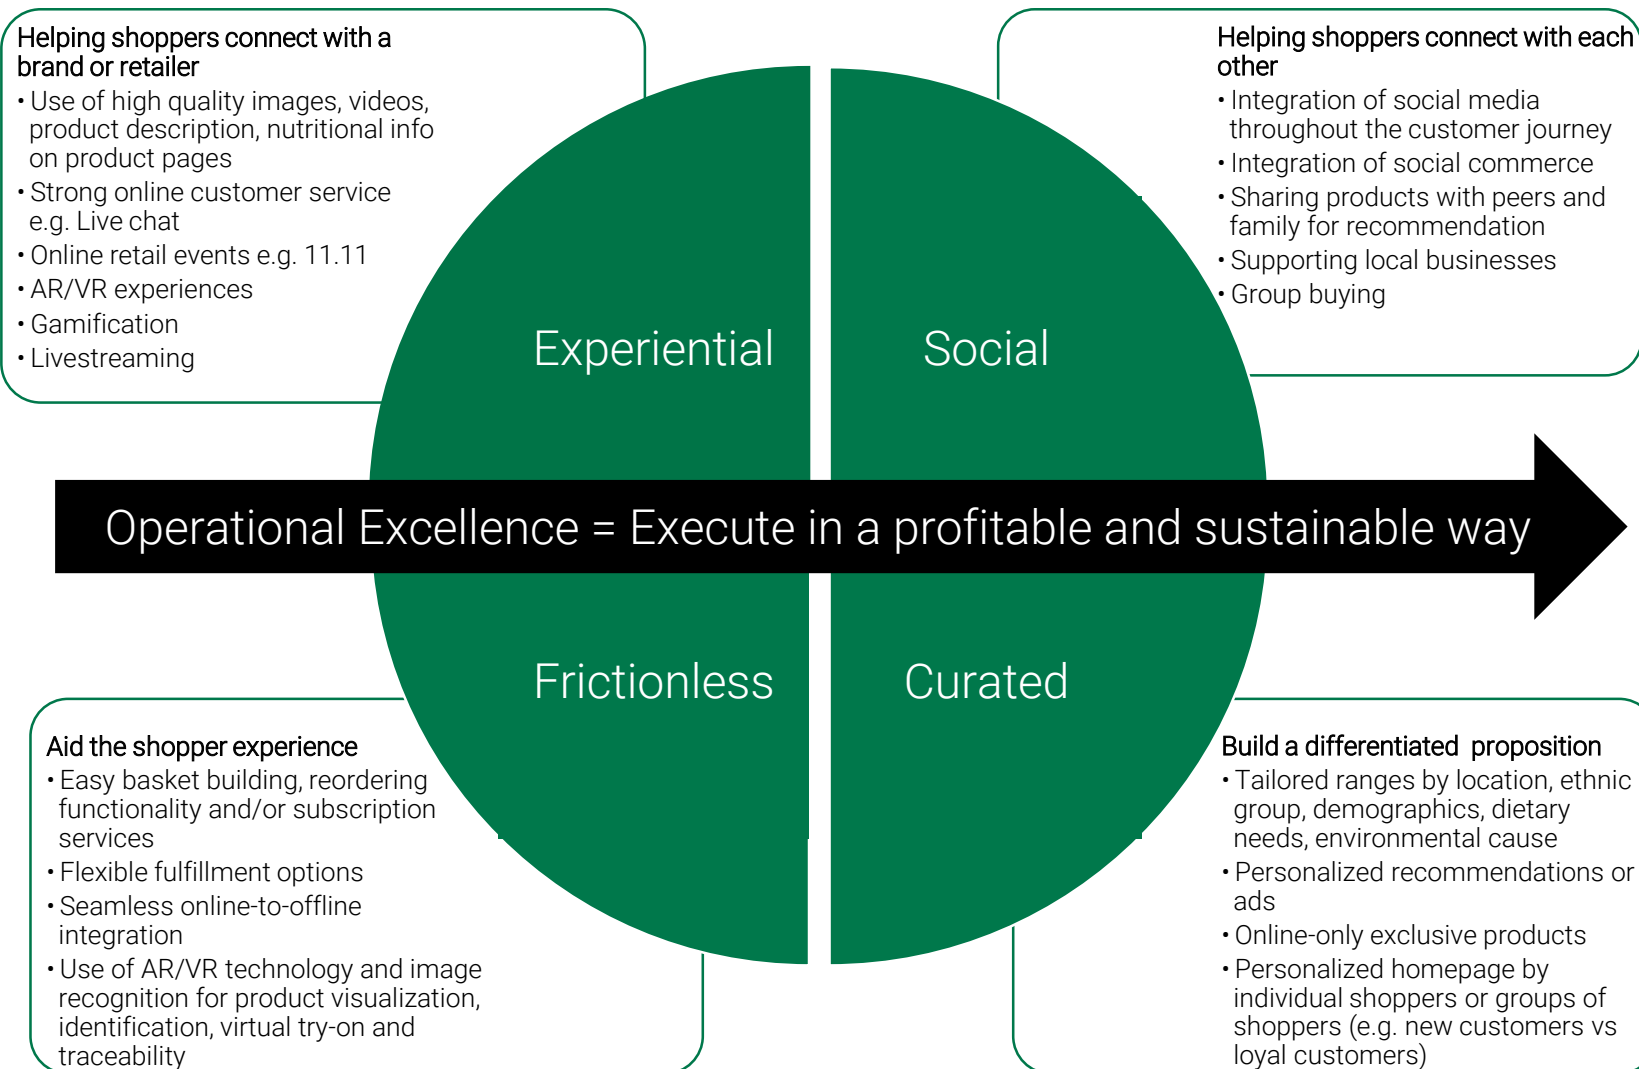 Helping shoppers connect with a
brand or retailer
• Use of high quality images, videos,
product description, nutritional info
on product pages
• Strong online customer service
e.g. Live chat
• Online retail events e.g. 11.11
• AR/VR experiences
• Gamification
• Livestreaming
Helping shoppers connect with each
other
• Integration of social media
throughout the customer journey
• Integration of social commerce
• Sharing products with peers and
family for recommendation
• Supporting local businesses
• Group buying
Experiential
Social
Operational Excellence = Execute in a profitable and sustainable way
Frictionless
Curated
Aid the shopper experience
• Easy basket building, reordering
functionality and/or subscription
services
• Flexible fulfillment options
• Seamless online-to-offline
integration
• Use of AR/VR technology and image
recognition for product visualization,
identification, virtual try-on and
traceability
Build a differentiated  proposition
• Tailored ranges by location, ethnic
group, demographics, dietary
needs, environmental cause
• Personalized recommendations or
ads
• Online-only exclusive products
• Personalized homepage by
individual shoppers or groups of
shoppers (e.g. new customers vs
loyal customers)